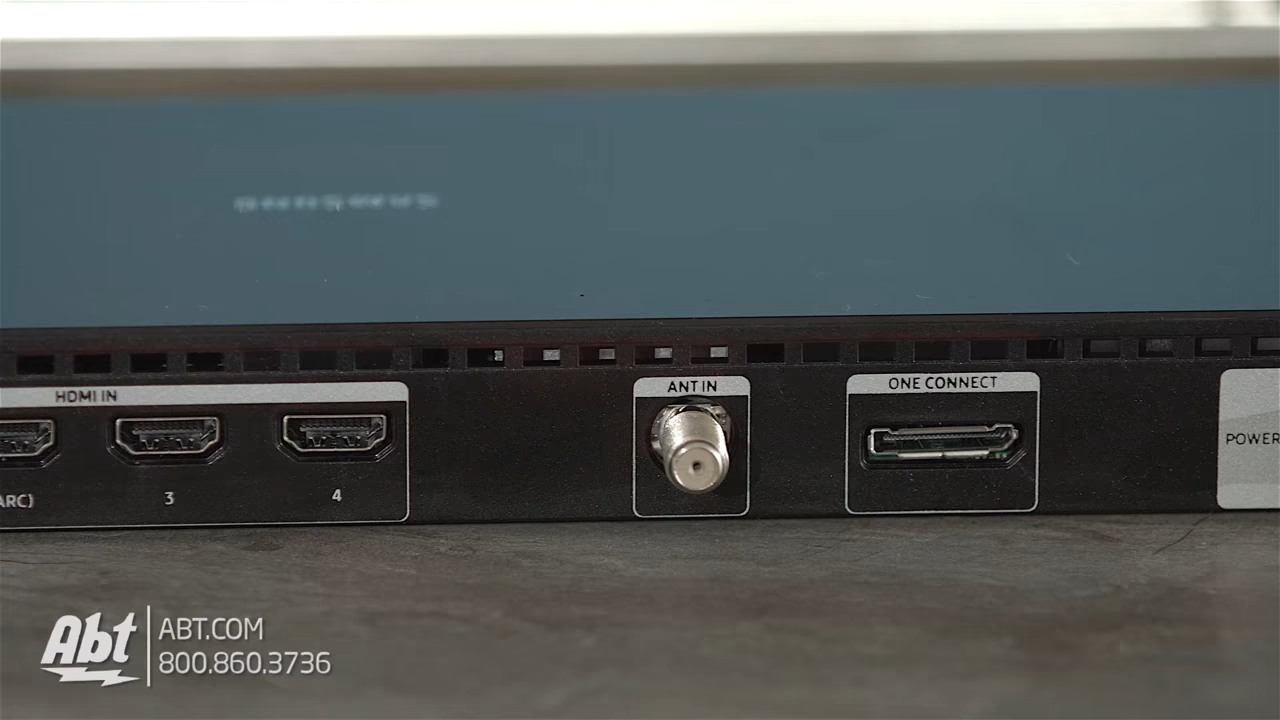 HDMI IN
ANT IN
ONE CONNECT
POWER
ARC)
3
4
Abt
ABT.COM
800.860.3736